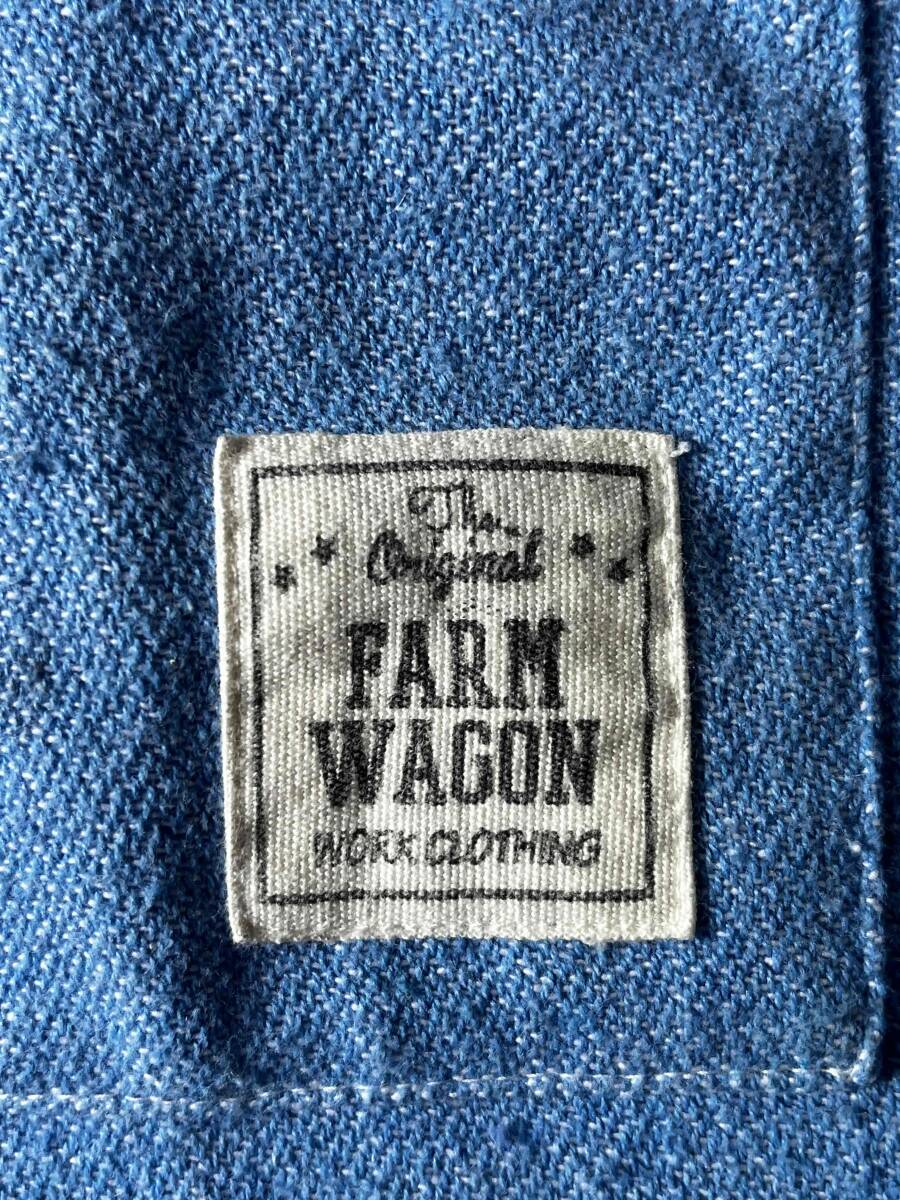 The
Original
FARM
WAGON
WORK CLOTHING